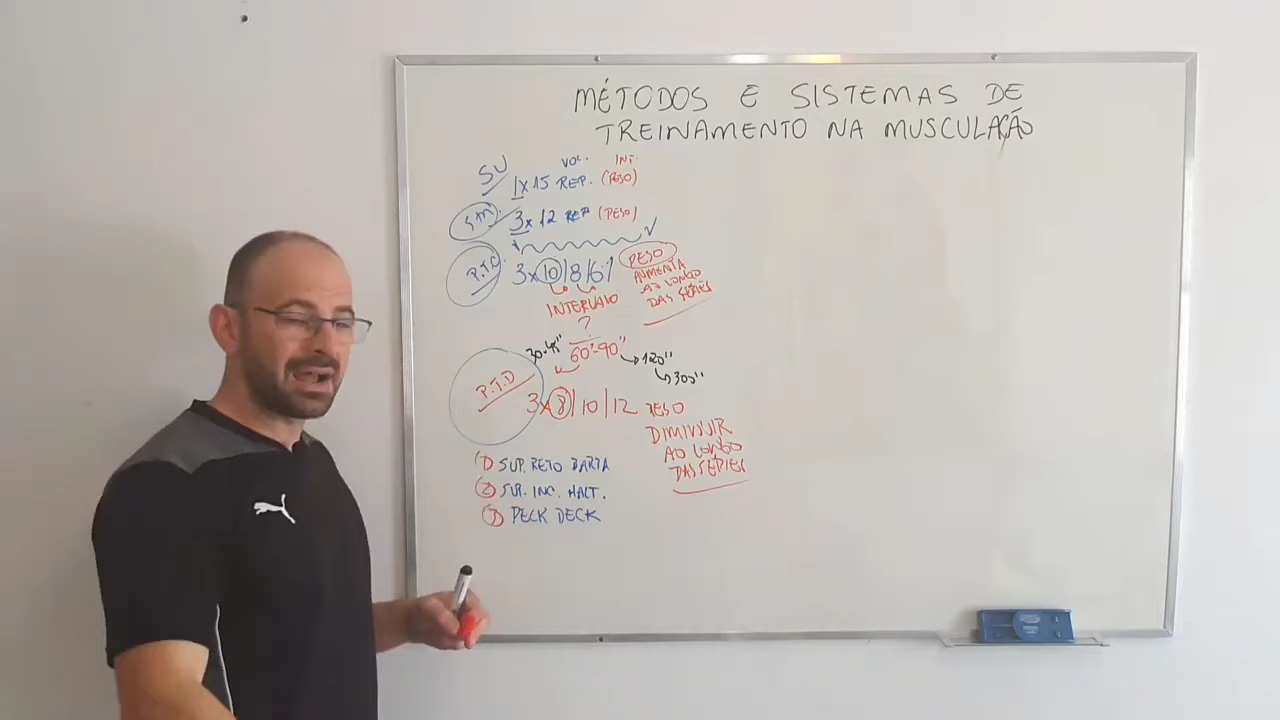 MÉTODOS E SISTEMAS DE
TREINAMENTO NA MUSCULAÇÃO
VOL. INT.
SU 1x15 REP. (PESO)
3x12 REP (PESO)
P.T.C. 3x10/8/6
PESO
AUMENTA
AO LONGO
DAS SÉRIES
INTERVALO
?
30-45" 60"-90" 120"
300"
P.T.D
3x8/10/12 PESO
DIMINUIR
AO LONGO
DAS SÉRIES
1) SUP. RETO BARRA
2 SUP. INC. HALT.
3 PECK DECK